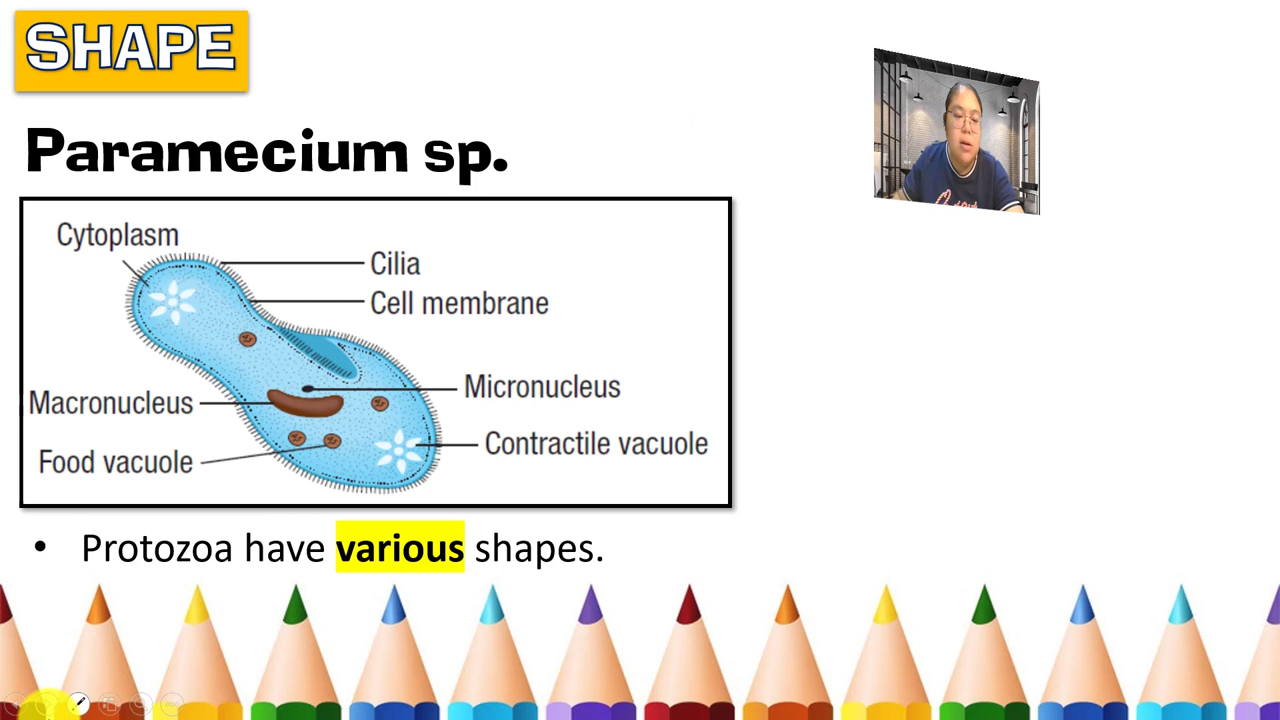 SHAPE
Paramecium sp.
Cytoplasm
Cilia
Cell membrane
Micronucleus
Macronucleus
Contractile vacuole
Food vacuole
• Protozoa have various shapes.